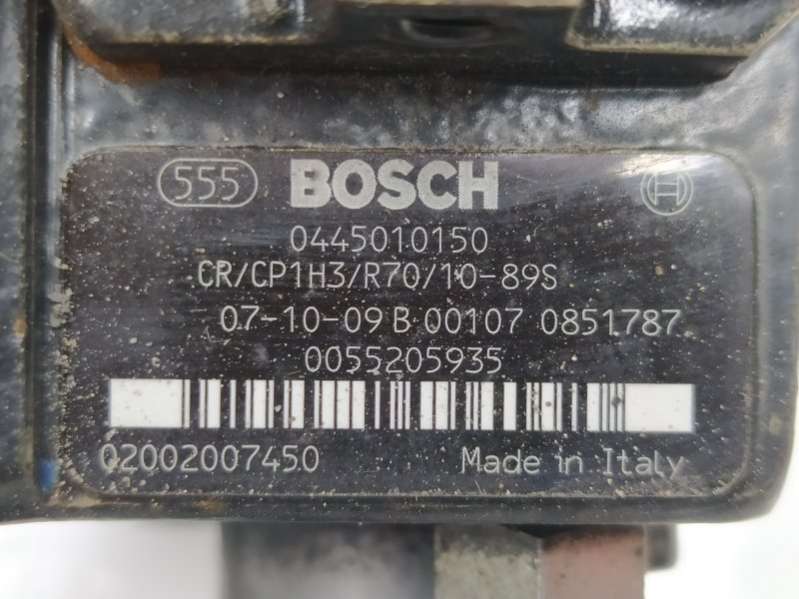 555 BOSCH
0445010150
CR/CP1H3/R70/10-89S
07-10-09 B 00107 0851787
0055205935
02002007450 Made in Italy